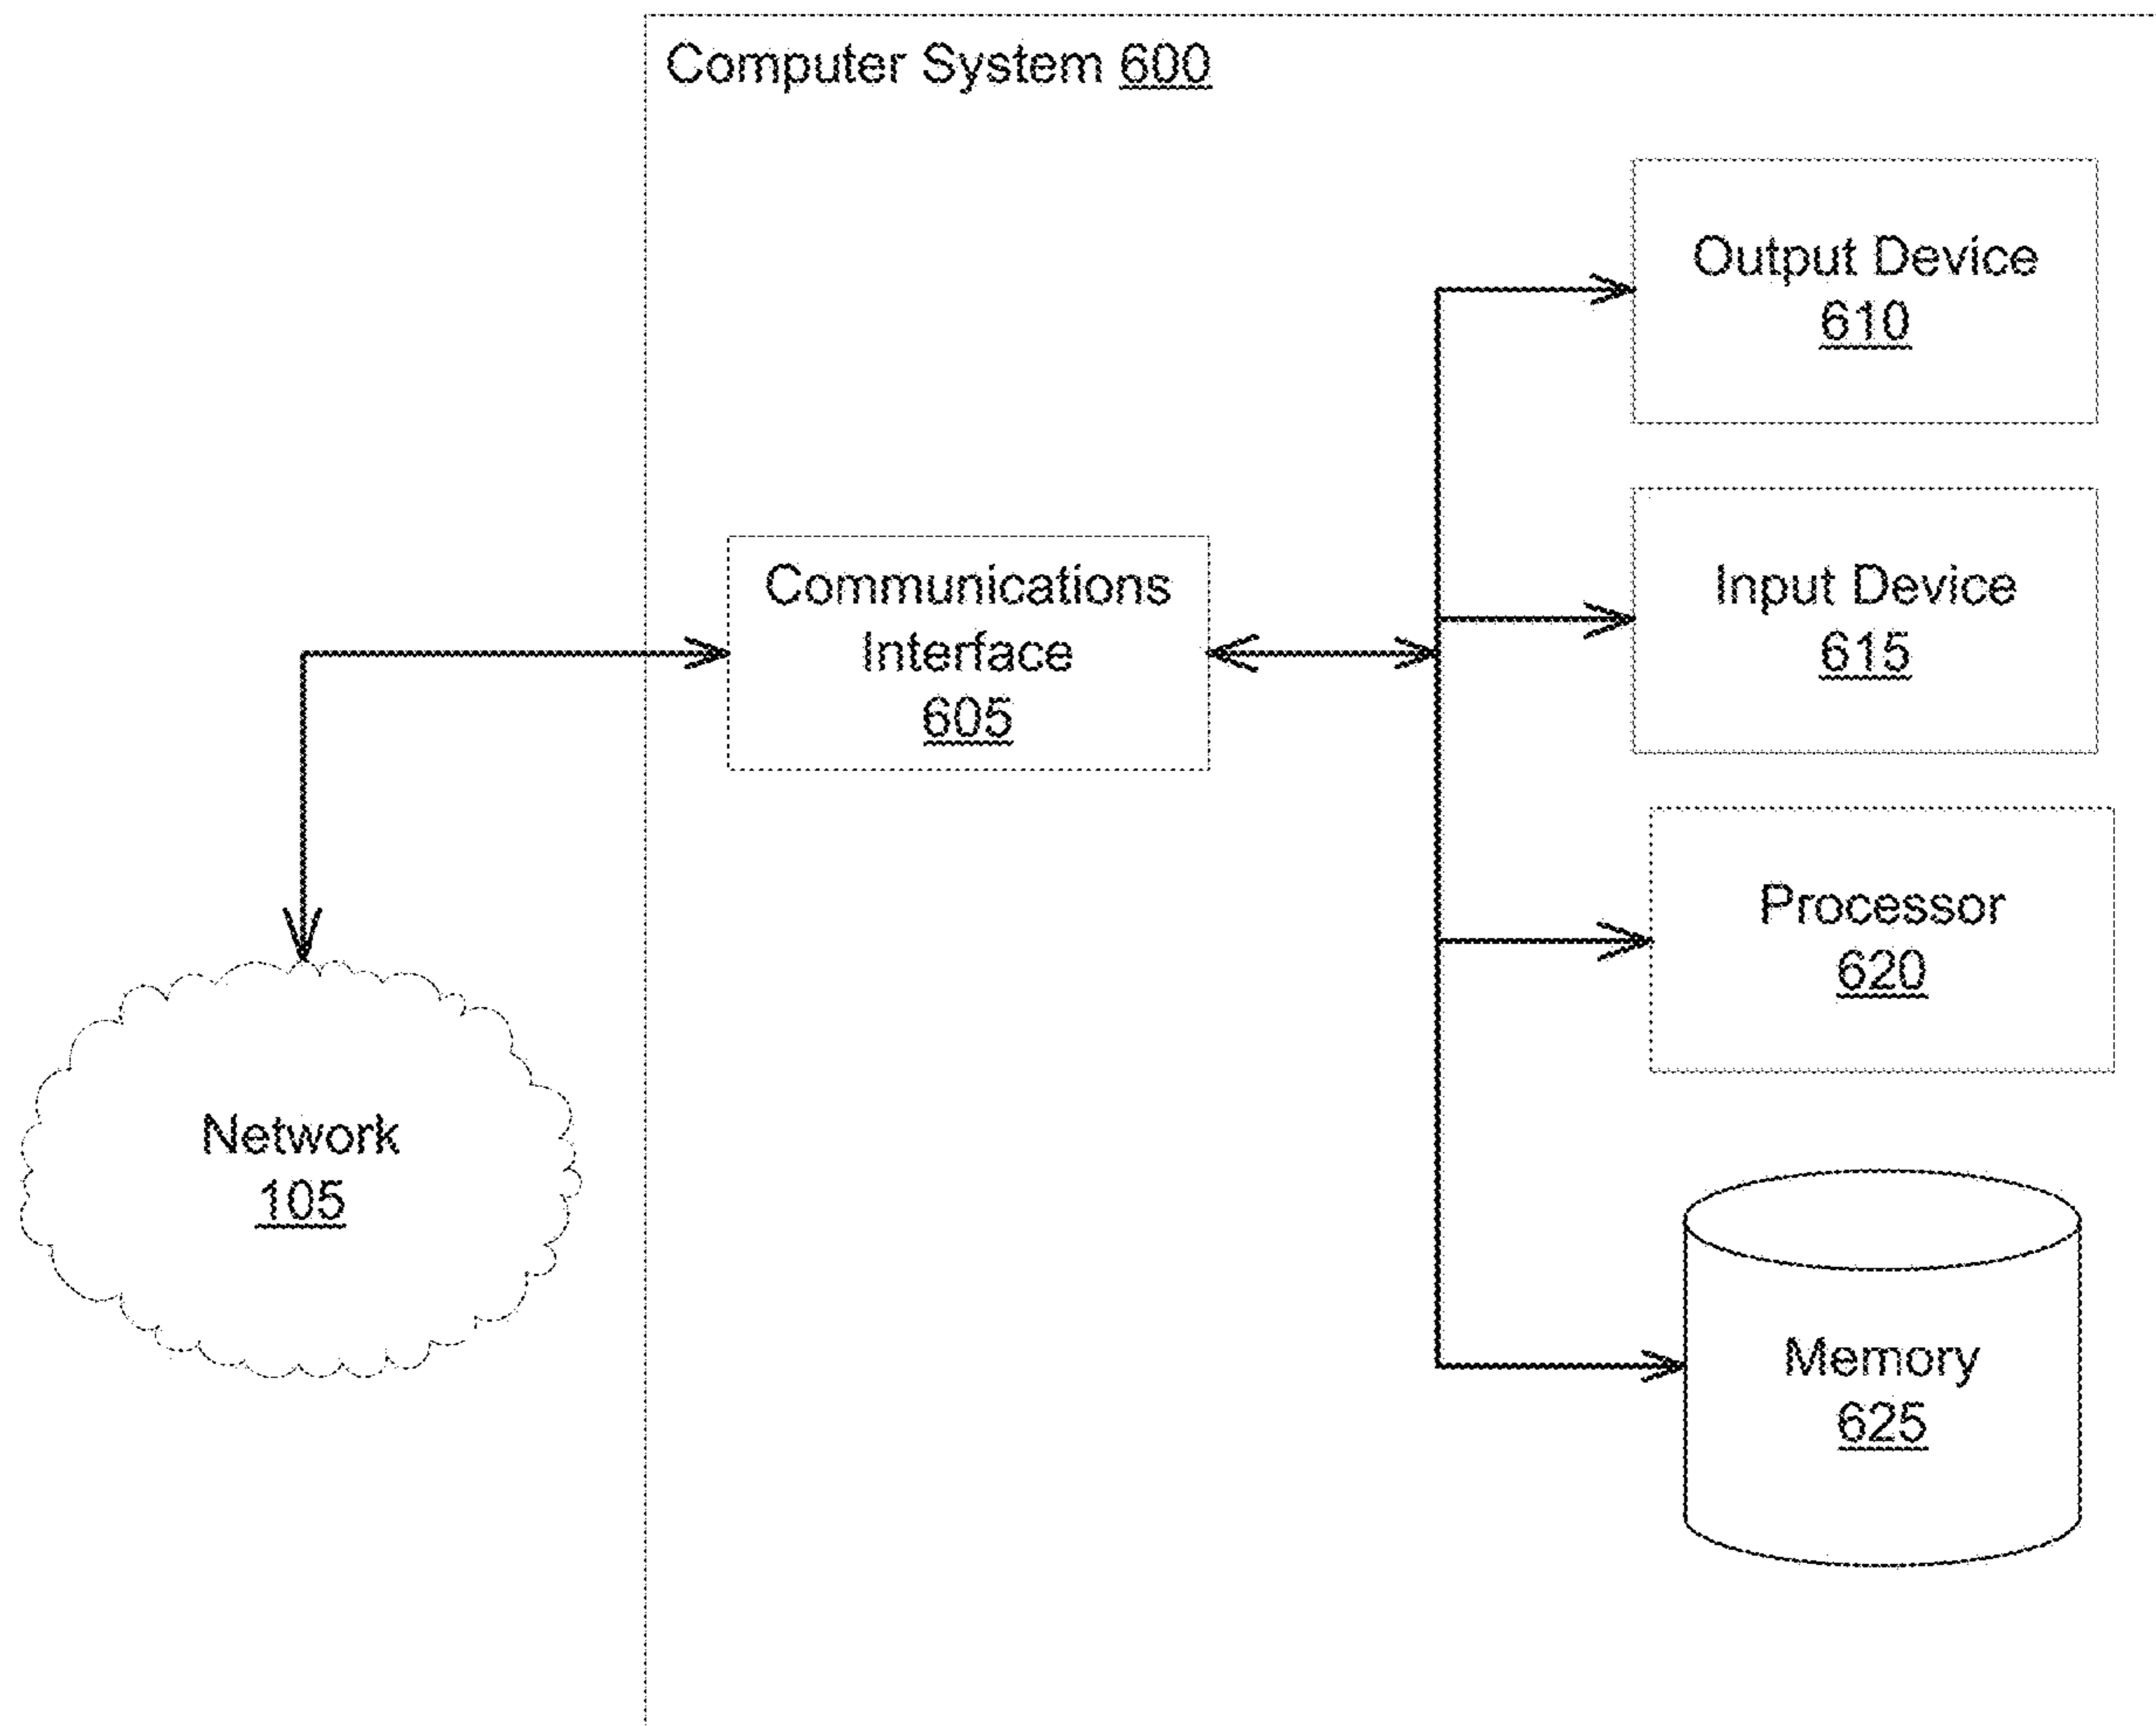 Computer System 600
Output Device
610
Input Device
615
Communications
Interface
605
Processor
620
Network
105
Memory
625